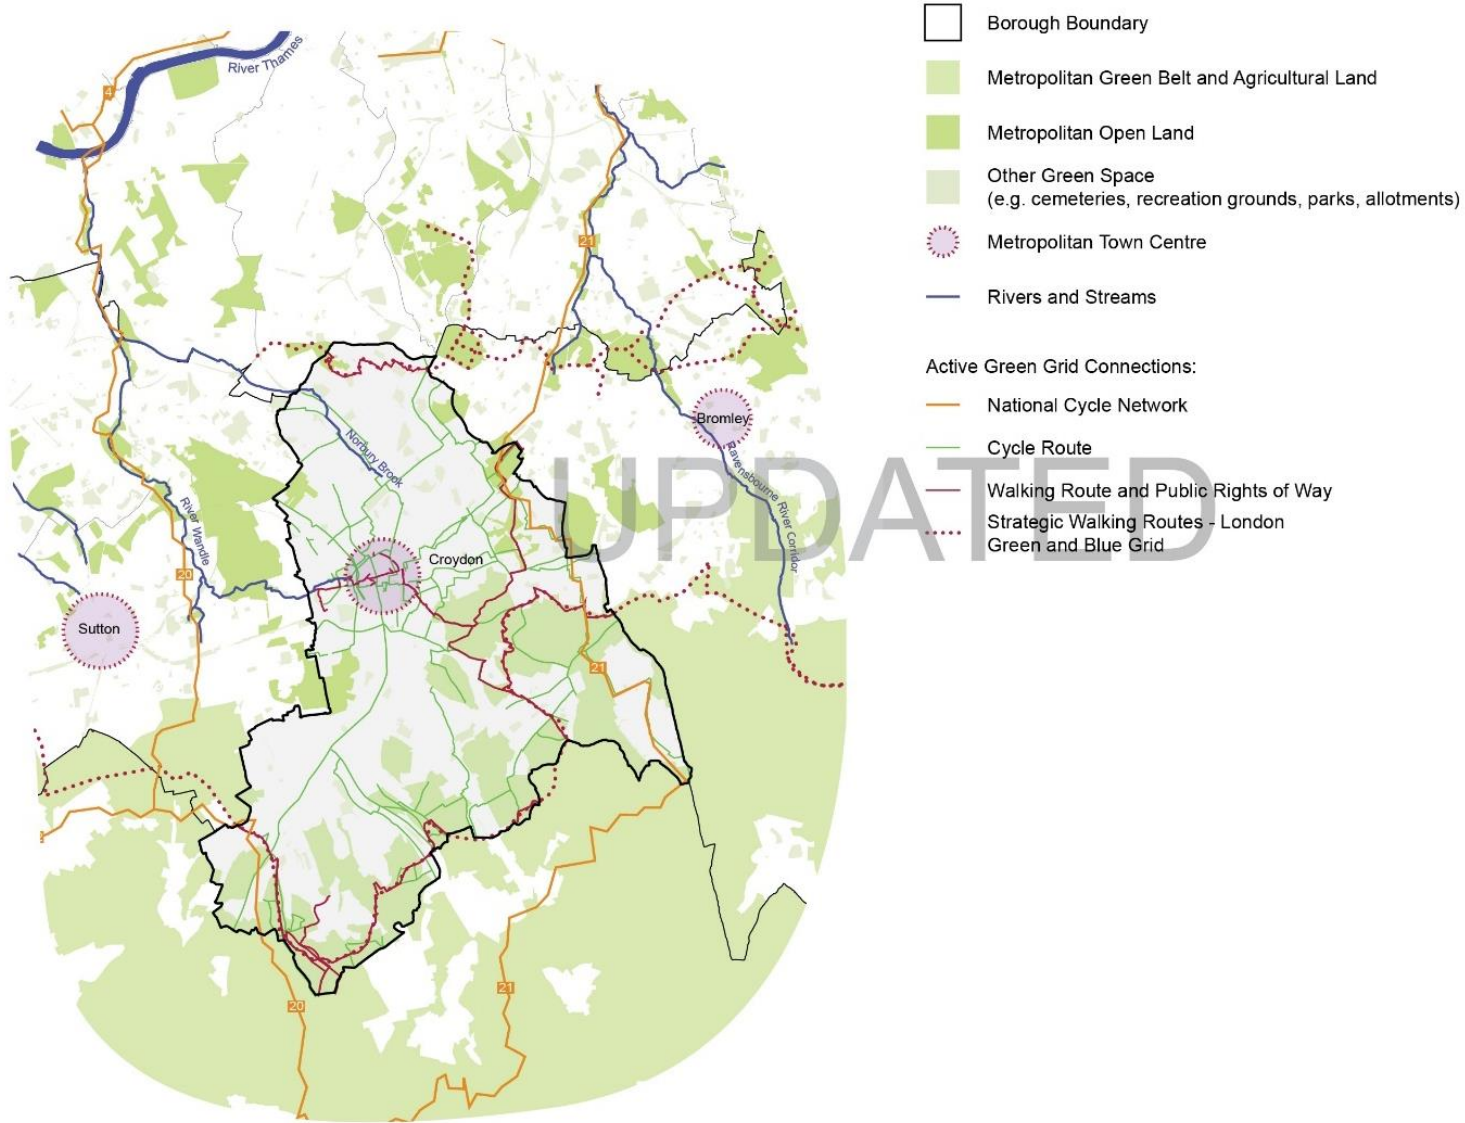 River Thames
4
21
Norbury Brook
River Wandle
20
Croydon
Bromley
Ravensbourne River Corridor
Sutton
21
20
21
UPDATED
Borough Boundary
Metropolitan Green Belt and Agricultural Land
Metropolitan Open Land
Other Green Space
(e.g. cemeteries, recreation grounds, parks, allotments)
Metropolitan Town Centre
Rivers and Streams
Active Green Grid Connections:
National Cycle Network
Cycle Route
Walking Route and Public Rights of Way
Strategic Walking Routes - London
Green and Blue Grid